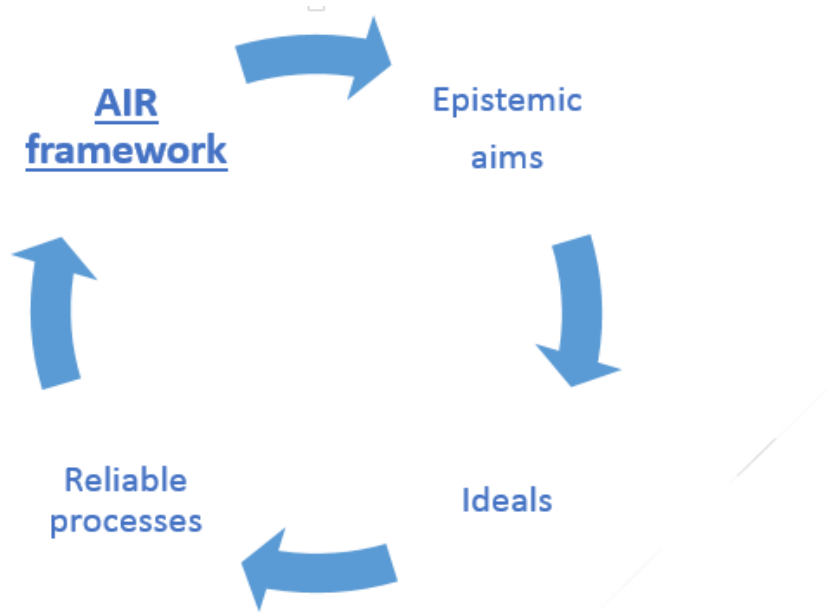 AIR
framework
Epistemic
aims
Ideals
Reliable
processes